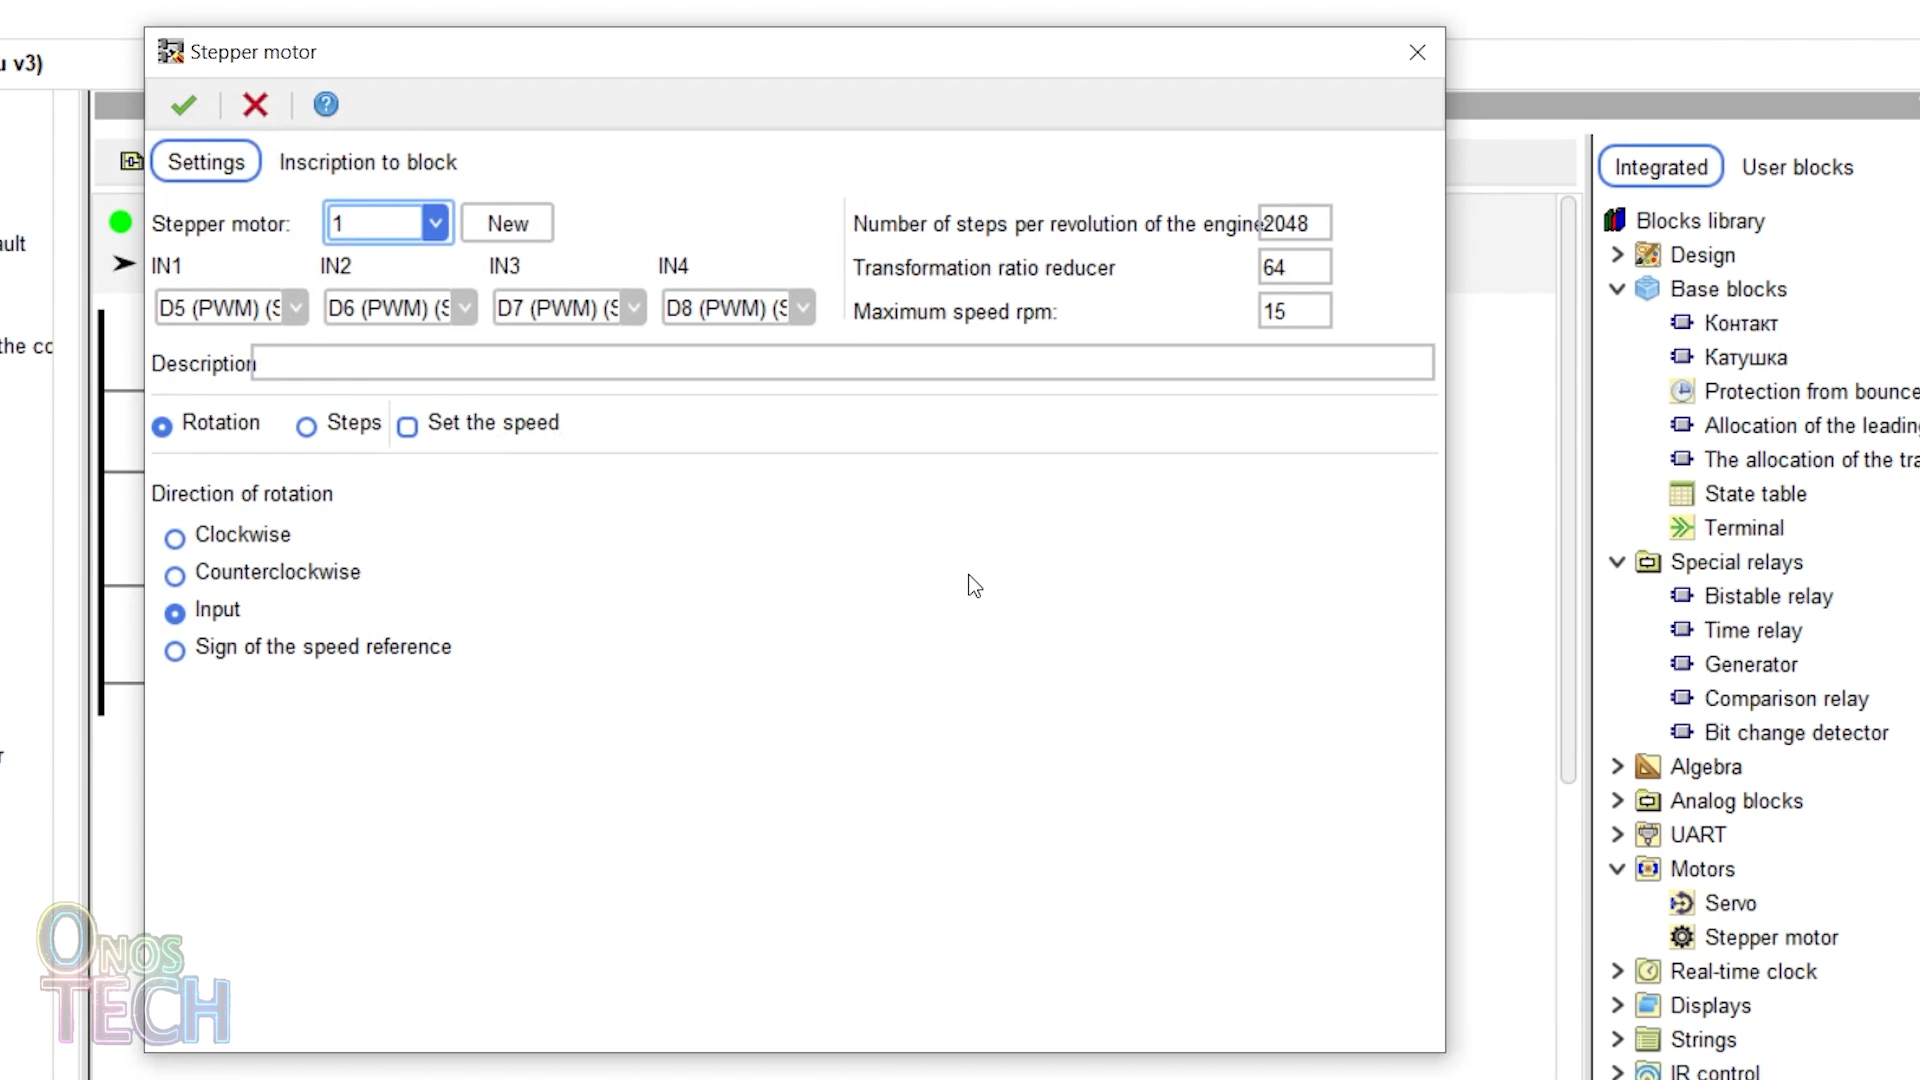 Stepper motor
u v3)
Settings
Inscription to block
Integrated
User blocks
Stepper motor:
1
New
Number of steps per revolution of the engine
2048
IN1
IN2
IN3
IN4
Transformation ratio reducer
64
D5 (PWM) (S
D6 (PWM) (S
D7 (PWM) (S
D8 (PWM) (S
Maximum speed rpm:
15
Description
Rotation
Steps
Set the speed
Direction of rotation
Clockwise
Counterclockwise
Input
Sign of the speed reference
ault
the co
r
Blocks library
Design
Base blocks
Контакт
Катушка
Protection from bounce
Allocation of the leading
The allocation of the tra
State table
Terminal
Special relays
Bistable relay
Time relay
Generator
Comparison relay
Bit change detector
Algebra
Analog blocks
UART
Motors
Servo
Stepper motor
Real-time clock
Displays
Strings
IR control
ONOS
TECH